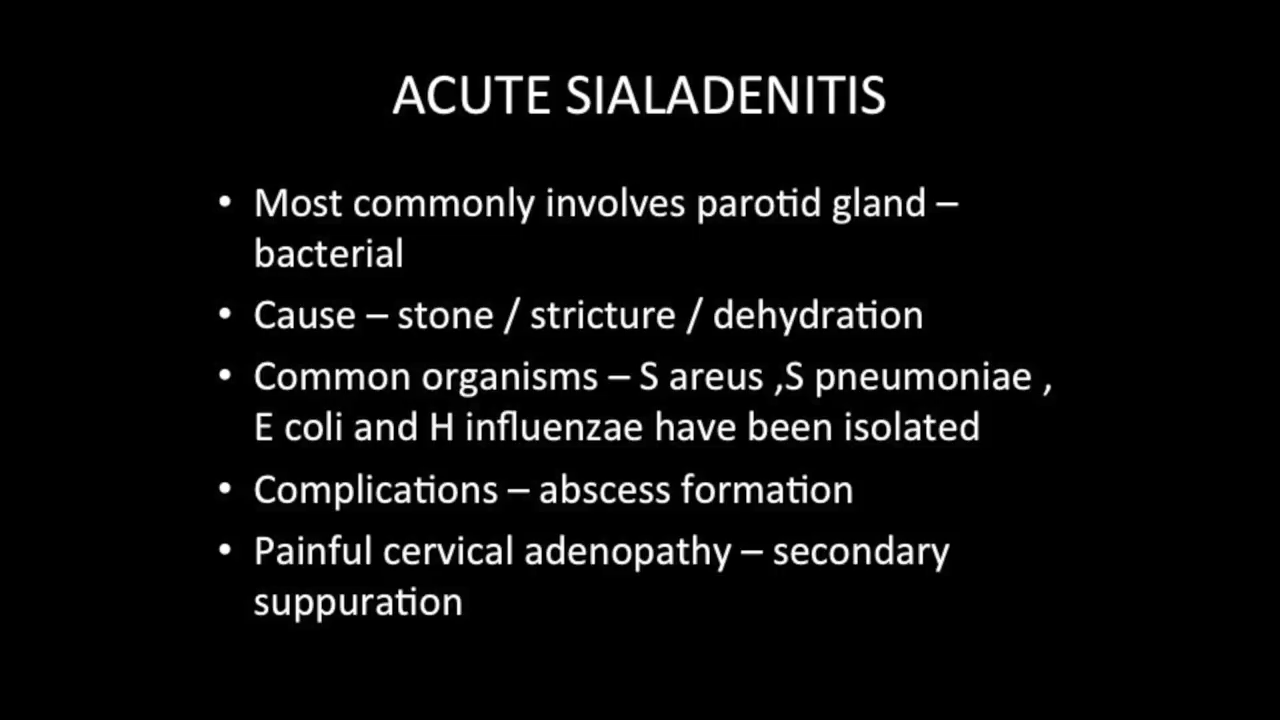 ACUTE SIALADENITIS
• Most commonly involves parotid gland –
bacterial
• Cause – stone / stricture / dehydration
• Common organisms – S areus ,S pneumoniae ,
E coli and H influenzae have been isolated
• Complications – abscess formation
• Painful cervical adenopathy – secondary
suppuration